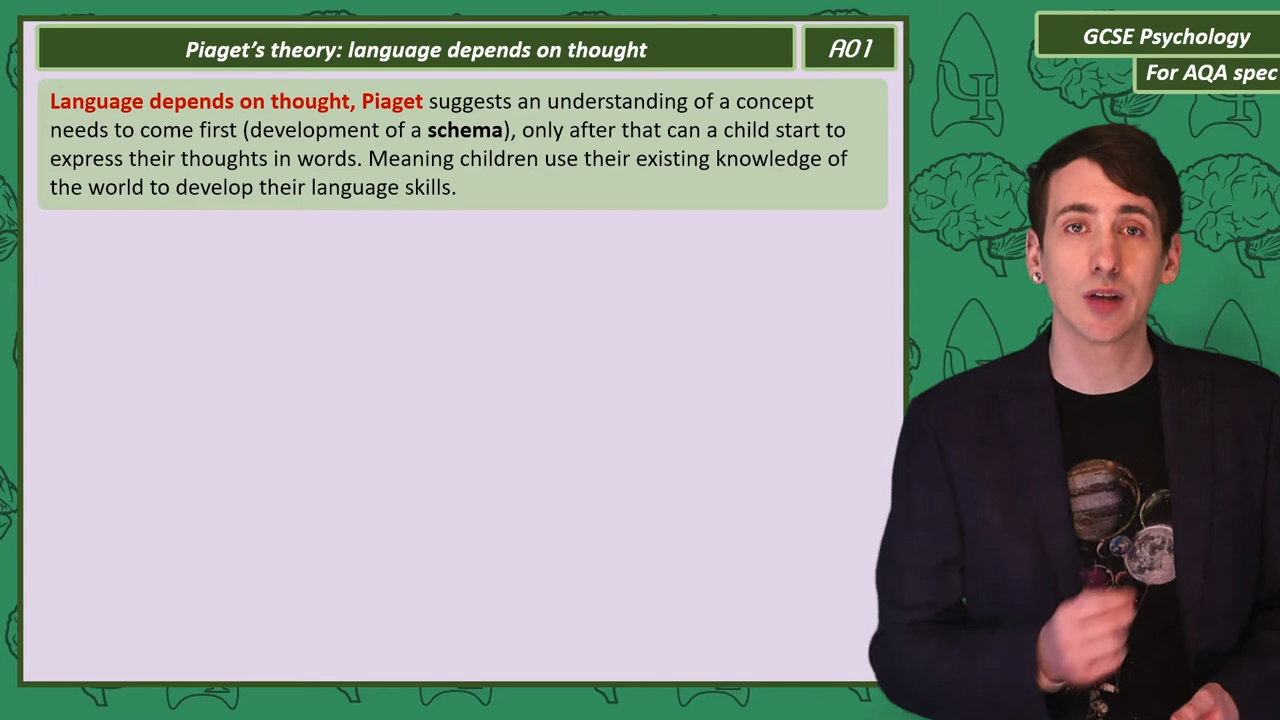 Piaget's theory: language depends on thought
AO1
GCSE Psychology
For AQA spec
Language depends on thought, Piaget suggests an understanding of a concept
needs to come first (development of a schema), only after that can a child start to
express their thoughts in words. Meaning children use their existing knowledge of
the world to develop their language skills.